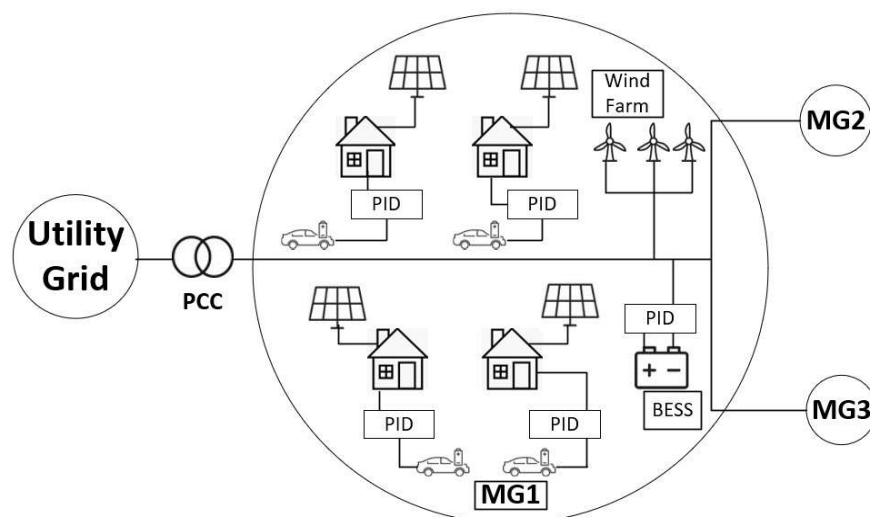 Wind
Farm
MG2
PID
PID
Utility
Grid
PCC
PID
+ -
BESS
PID
PID
MG3
MG1